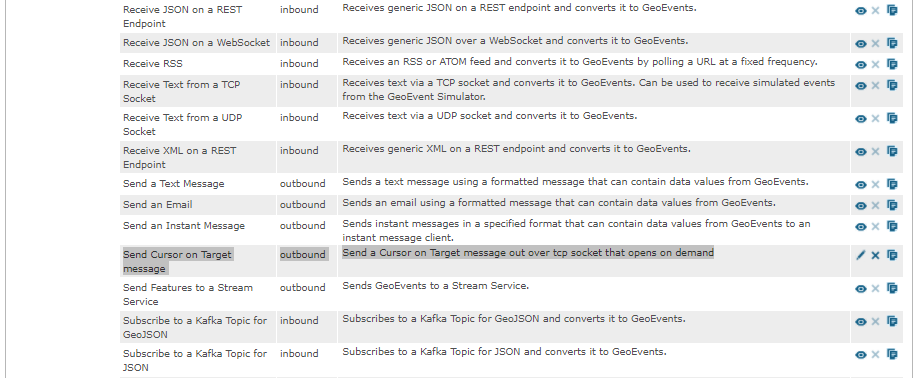 Receive JSON on a REST Endpoint inbound Receives generic JSON on a REST endpoint and converts it to GeoEvents.
Receive JSON on a WebSocket inbound Receives generic JSON over a WebSocket and converts it to GeoEvents.
Receive RSS inbound Receives an RSS or ATOM feed and converts it to GeoEvents by polling a URL at a fixed frequency.
Receive Text from a TCP Socket inbound Receives text via a TCP socket and converts it to GeoEvents. Can be used to receive simulated events from the GeoEvent Simulator.
Receive Text from a UDP Socket inbound Receives text via a UDP socket and converts it to GeoEvents.
Receive XML on a REST Endpoint inbound Receives generic XML on a REST endpoint and converts it to GeoEvents.
Send a Text Message outbound Sends a text message using a formatted message that can contain data values from GeoEvents.
Send an Email outbound Sends an email using a formatted message that can contain data values from GeoEvents.
Send an Instant Message outbound Sends instant messages in a specified format that can contain data values from GeoEvents to an instant message client.
Send Cursor on Target message outbound Send a Cursor on Target message out over tcp socket that opens on demand
Send Features to a Stream Service outbound Sends GeoEvents to a Stream Service.
Subscribe to a Kafka Topic for GeoJSON inbound Subscribes to a Kafka Topic for GeoJSON and converts it to GeoEvents.
Subscribe to a Kafka Topic for JSON inbound Subscribes to a Kafka Topic for JSON and converts it to GeoEvents.